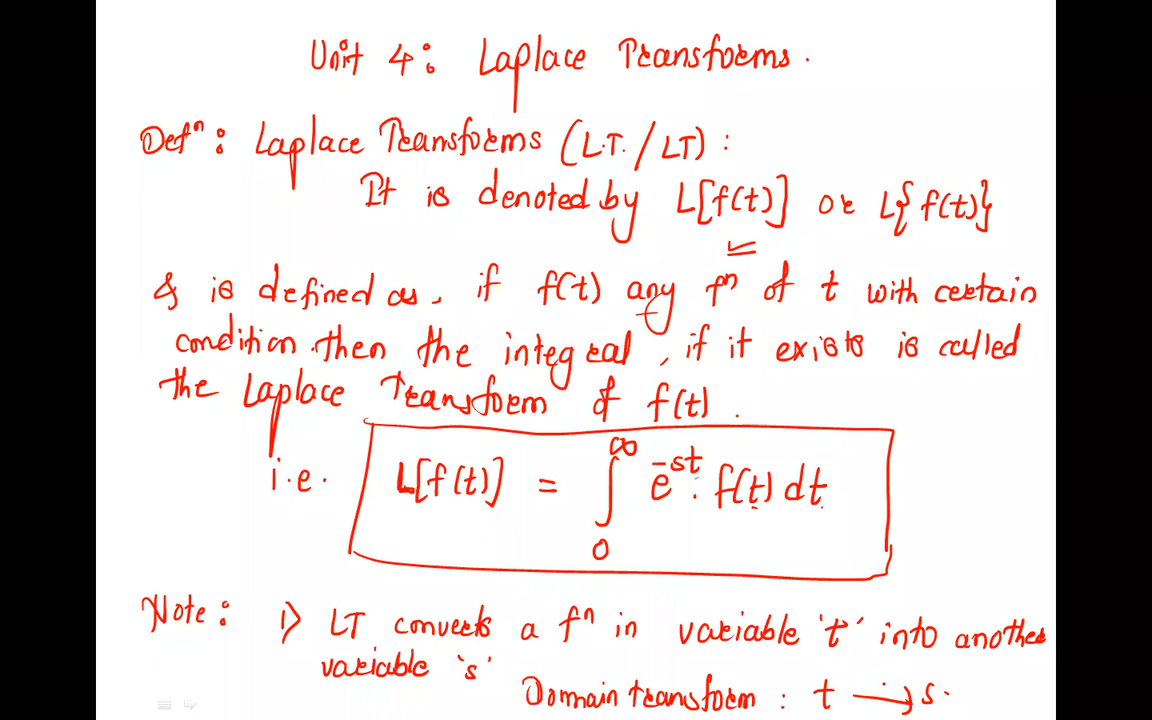 Unit 4: Laplace Transforms.
Defⁿ: Laplace Transforms (L.T. / LT) :
It is denoted by L[f(t)] or L{f(t)}
& is defined as, if f(t) any fⁿ of t with certain
condition then the integral, if it exists is called
the Laplace Transform of f(t).
i.e. L[f(t)] = ∫₀^∞ e^{-st} . f(t) dt
Note: 1) LT converts a fⁿ in variable 't' into another
variable 's'
Domain transform : t → s.